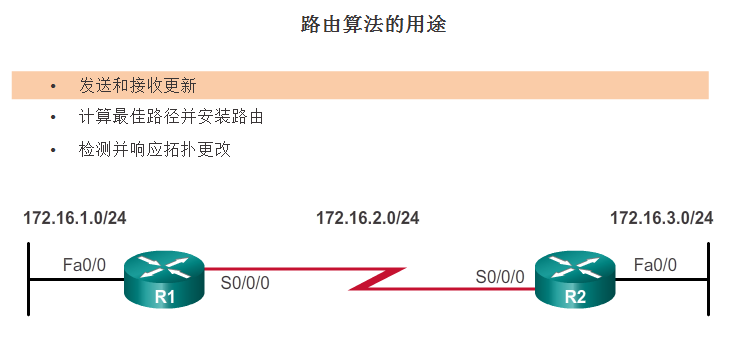 路由算法的用途
• 发送和接收更新
• 计算最佳路径并安装路由
• 检测并响应拓扑更改
172.16.1.0/24 172.16.2.0/24 172.16.3.0/24
Fa0/0 S0/0/0 S0/0/0 Fa0/0
R1 R2